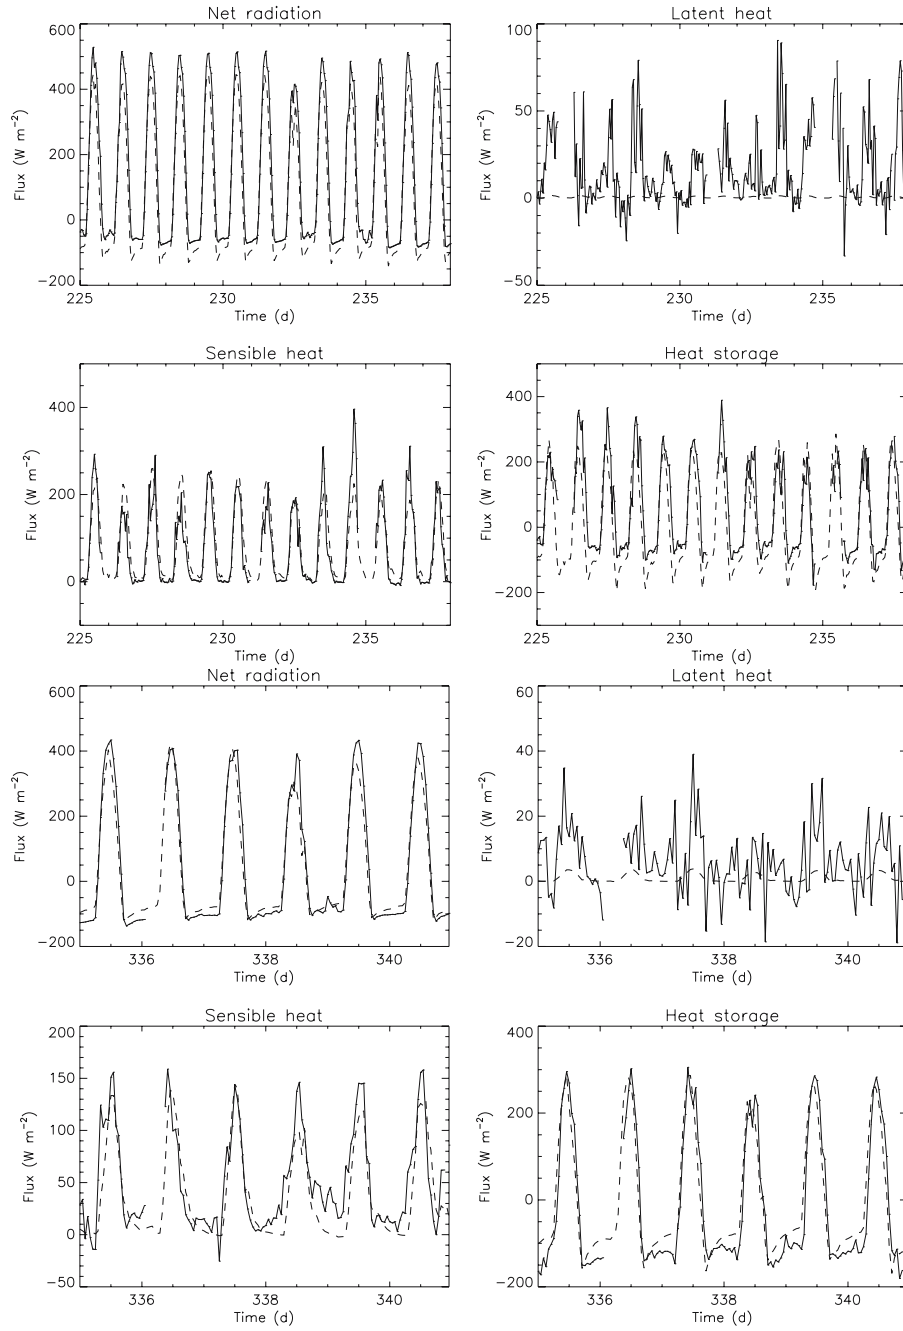 Net radiation
600
400
200
0
−200
Flux (W m−2)
225 230 235
Time (d)
Latent heat
100
50
0
−50
Flux (W m−2)
225 230 235
Time (d)
Sensible heat
400
200
0
Flux (W m−2)
225 230 235
Time (d)
Heat storage
400
200
0
−200
Flux (W m−2)
225 230 235
Time (d)
Net radiation
600
400
200
0
−200
Flux (W m−2)
336 338 340
Time (d)
Latent heat
60
40
20
0
−20
Flux (W m−2)
336 338 340
Time (d)
Sensible heat
200
150
100
50
0
−50
Flux (W m−2)
336 338 340
Time (d)
Heat storage
400
200
0
−200
Flux (W m−2)
336 338 340
Time (d)